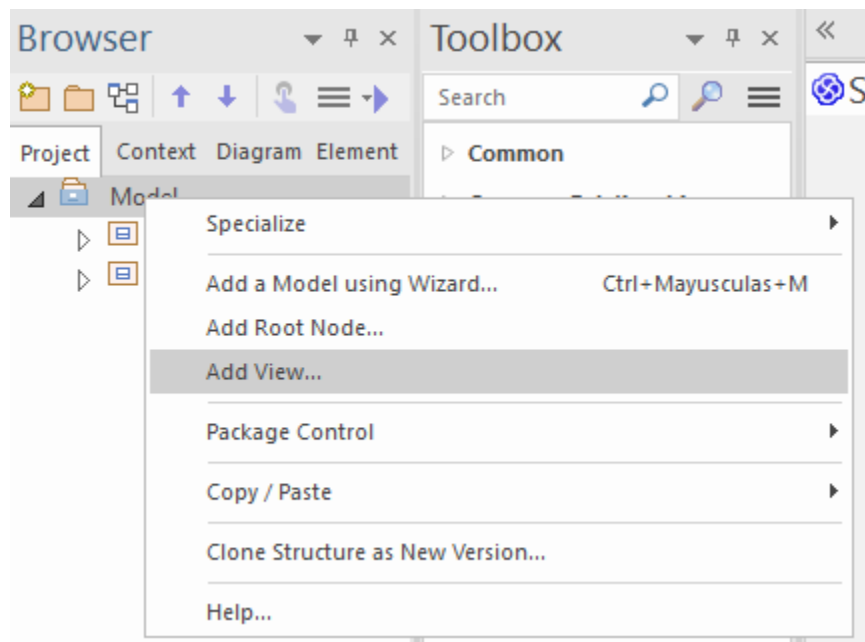 Browser
Toolbox
Search
S
Project Context Diagram Element
Common
Model
Specialize
Add a Model using Wizard... Ctrl+Mayusculas+M
Add Root Node...
Add View...
Package Control
Copy / Paste
Clone Structure as New Version...
Help...